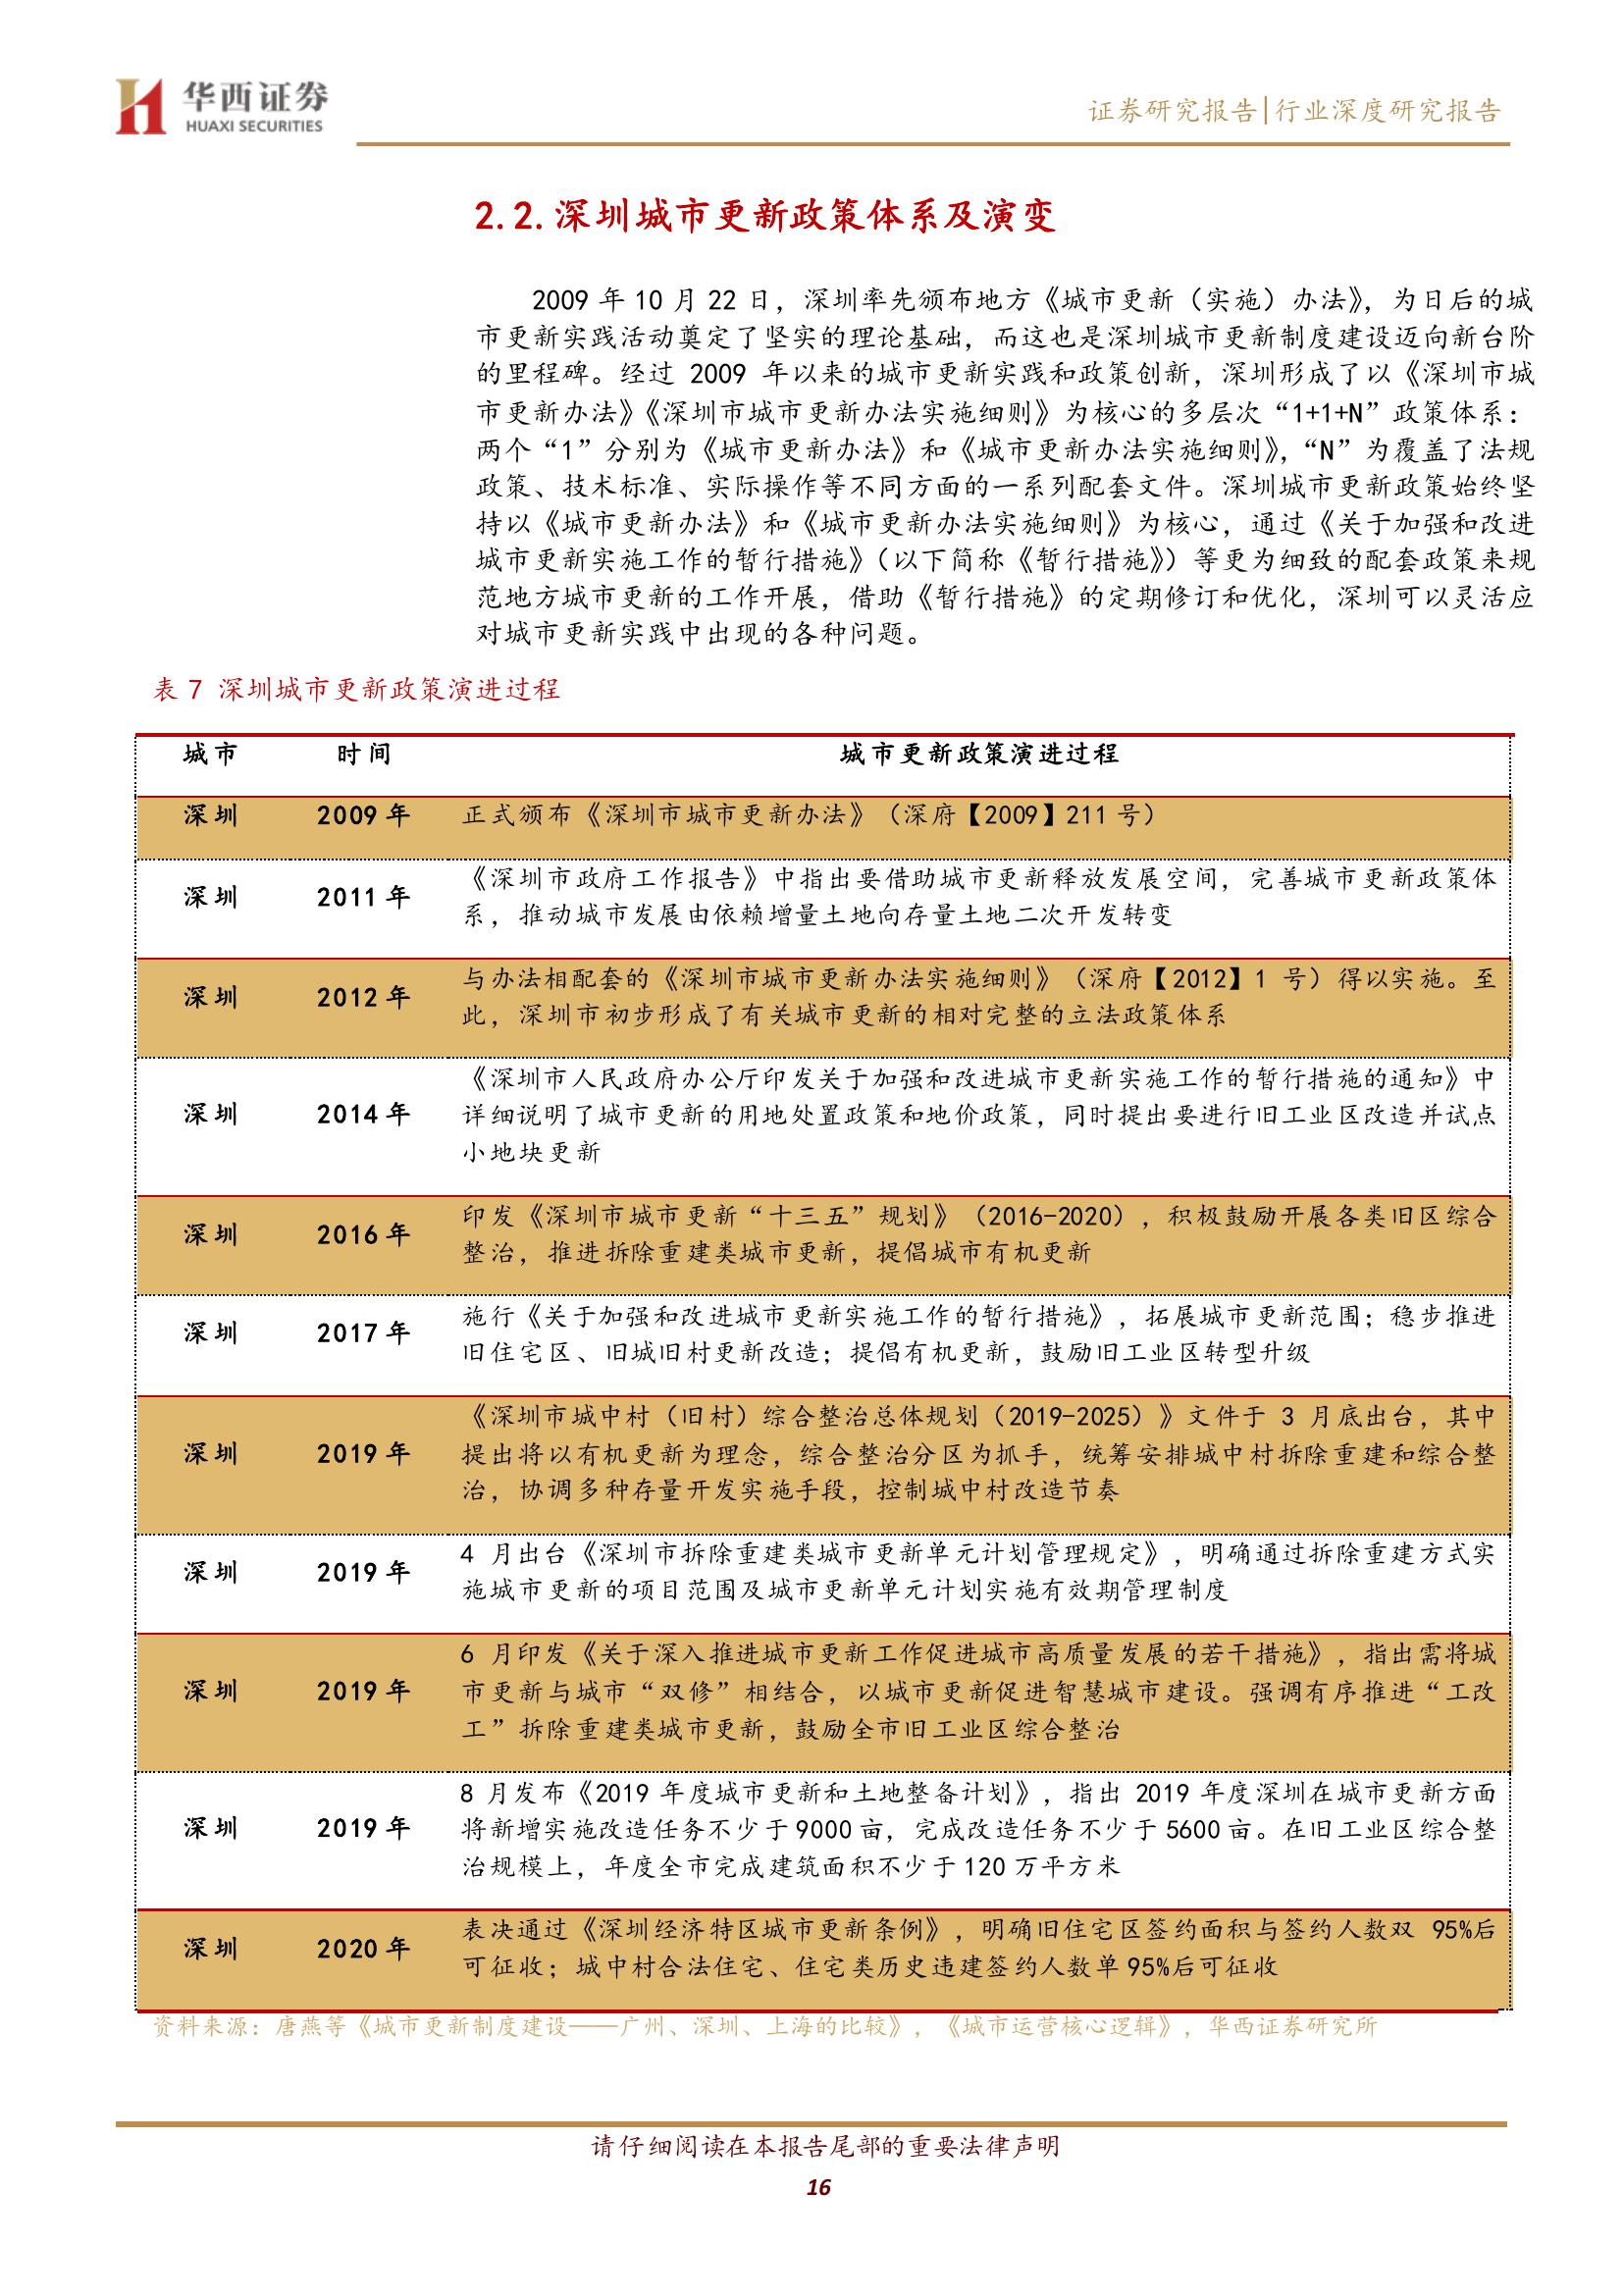 华西证券
HUAXI SECURITIES
证券研究报告|行业深度研究报告
2.2.深圳城市更新政策体系及演变
2009 年 10 月 22 日，深圳率先颁布地方《城市更新（实施）办法》，为日后的城
市更新实践活动奠定了坚实的理论基础，而这也是深圳城市更新制度建设迈向新台阶
的里程碑。经过 2009 年以来的城市更新实践和政策创新，深圳形成了以《深圳市城
市更新办法》《深圳市城市更新办法实施细则》为核心的多层次“1+1+N”政策体系：
两个“1”分别为《城市更新办法》和《城市更新办法实施细则》，“N”为覆盖了法规
政策、技术标准、实际操作等不同方面的一系列配套文件。深圳城市更新政策始终坚
持以《城市更新办法》和《城市更新办法实施细则》为核心，通过《关于加强和改进
城市更新实施工作的暂行措施》（以下简称《暂行措施》）等更为细致的配套政策来规
范地方城市更新的工作开展，借助《暂行措施》的定期修订和优化，深圳可以灵活应
对城市更新实践中出现的各种问题。
表 7 深圳城市更新政策演进过程
城市 时间 城市更新政策演进过程
深圳 2009 年 正式颁布《深圳市城市更新办法》（深府【2009】211 号）
深圳 2011 年 《深圳市政府工作报告》中指出要借助城市更新释放发展空间，完善城市更新政策体
系，推动城市发展由依赖增量土地向存量土地二次开发转变
深圳 2012 年 与办法相配套的《深圳市城市更新办法实施细则》（深府【2012】1 号）得以实施。至
此，深圳市初步形成了有关城市更新的相对完整的立法政策体系
《深圳市人民政府办公厅印发关于加强和改进城市更新实施工作的暂行措施的通知》中
深圳 2014 年 详细说明了城市更新的用地处置政策和地价政策，同时提出要进行旧工业区改造并试点
小地块更新
深圳 2016 年 印发《深圳市城市更新“十三五”规划》（2016-2020），积极鼓励开展各类旧区综合
整治，推进拆除重建类城市更新，提倡城市有机更新
深圳 2017 年 施行《关于加强和改进城市更新实施工作的暂行措施》，拓展城市更新范围；稳步推进
旧住宅区、旧城旧村更新改造；提倡有机更新，鼓励旧工业区转型升级
《深圳市城中村（旧村）综合整治总体规划（2019-2025）》文件于 3 月底出台，其中
深圳 2019 年 提出将以有机更新为理念，综合整治分区为抓手，统筹安排城中村拆除重建和综合整
治，协调多种存量开发实施手段，控制城中村改造节奏
深圳 2019 年 4 月出台《深圳市拆除重建类城市更新单元计划管理规定》，明确通过拆除重建方式实
施城市更新的项目范围及城市更新单元计划实施有效期管理制度
6 月印发《关于深入推进城市更新工作促进城市高质量发展的若干措施》，指出需将城
深圳 2019 年 市更新与城市“双修”相结合，以城市更新促进智慧城市建设。强调有序推进“工改
工”拆除重建类城市更新，鼓励全市旧工业区综合整治
8 月发布《2019 年度城市更新和土地整备计划》，指出 2019 年度深圳在城市更新方面
深圳 2019 年 将新增实施改造任务不少于 9000 亩，完成改造任务不少于 5600 亩。在旧工业区综合整
治规模上，年度全市完成建筑面积不少于 120 万平方米
深圳 2020 年 表决通过《深圳经济特区城市更新条例》，明确旧住宅区签约面积与签约人数双 95%后
可征收；城中村合法住宅、住宅类历史违建签约人数单 95%后可征收
资料来源：唐燕等《城市更新制度建设——广州、深圳、上海的比较》，《城市运营核心逻辑》，华西证券研究所
请仔细阅读在本报告尾部的重要法律声明
16